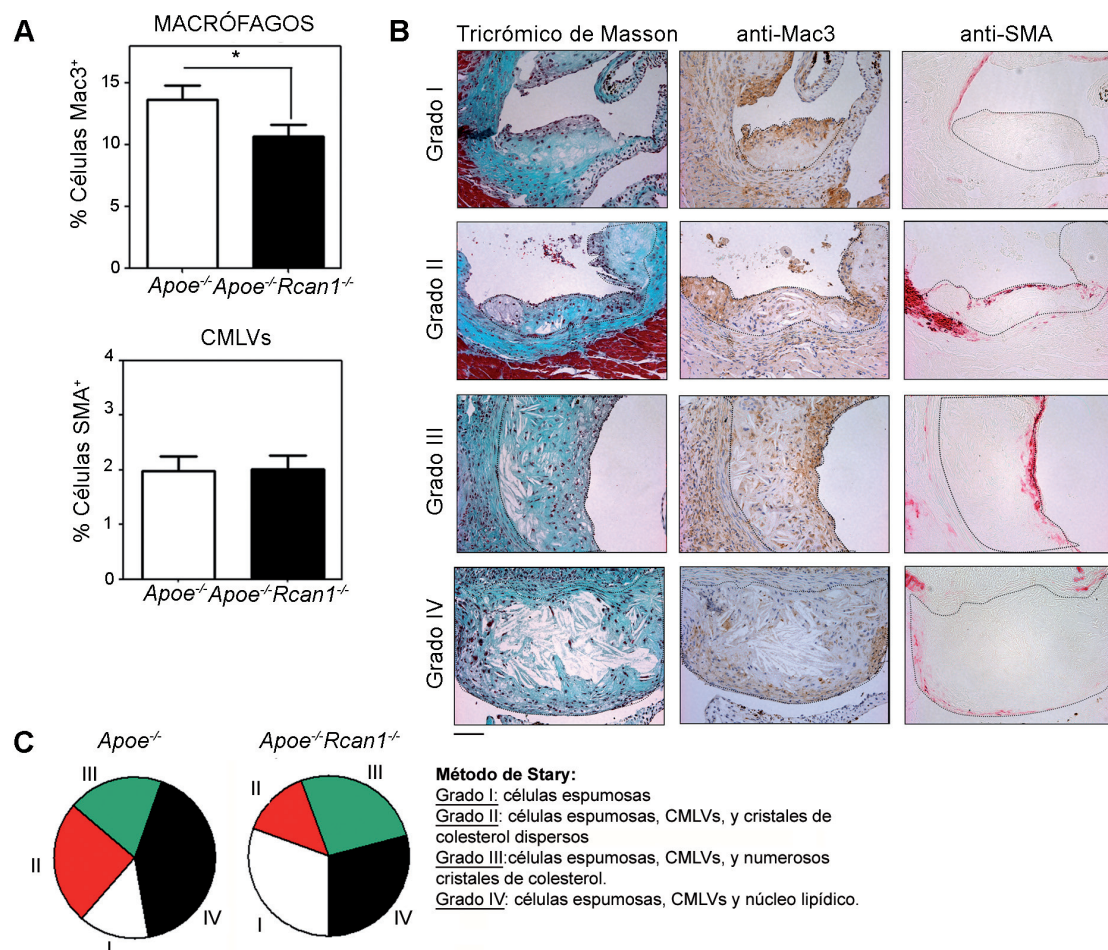 A
MACRÓFAGOS
*
% Células Mac3⁺
15
10
5
0
Apoe⁻/⁻ Apoe⁻/⁻Rcan1⁻/⁻
CMLVs
% Células SMA⁺
4
3
2
1
0
Apoe⁻/⁻ Apoe⁻/⁻Rcan1⁻/⁻
B
Tricrómico de Masson anti-Mac3 anti-SMA
Grado I
Grado II
Grado III
Grado IV
C
Apoe⁻/⁻ Apoe⁻/⁻Rcan1⁻/⁻
III
II
I
IV
III
II
I
IV
Método de Stary:
Grado I: células espumosas
Grado II: células espumosas, CMLVs, y cristales de
colesterol dispersos
Grado III:células espumosas, CMLVs, y numerosos
cristales de colesterol.
Grado IV: células espumosas, CMLVs y núcleo lipídico.